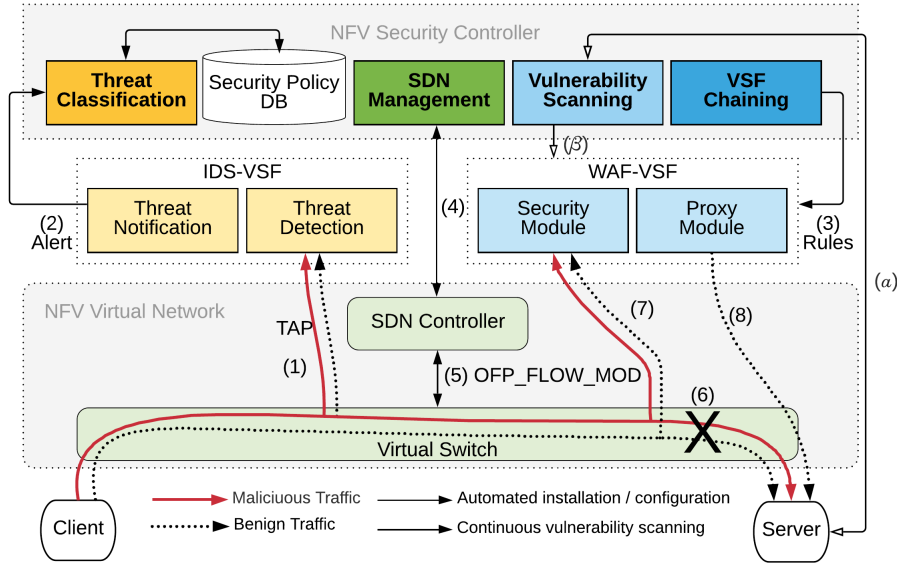 NFV Security Controller
Threat
Classification
Security Policy
DB
SDN
Management
Vulnerability
Scanning
VSF
Chaining
(β)
IDS-VSF
WAF-VSF
(2)
Alert
Threat
Notification
Threat
Detection
(4)
Security
Module
Proxy
Module
(3)
Rules
(a)
NFV Virtual Network
SDN Controller
TAP
(1)
(7)
(8)
(5) OFP_FLOW_MOD
(6)
Virtual Switch
Client
Maliciuous Traffic
Benign Traffic
Automated installation / configuration
Continuous vulnerability scanning
Server